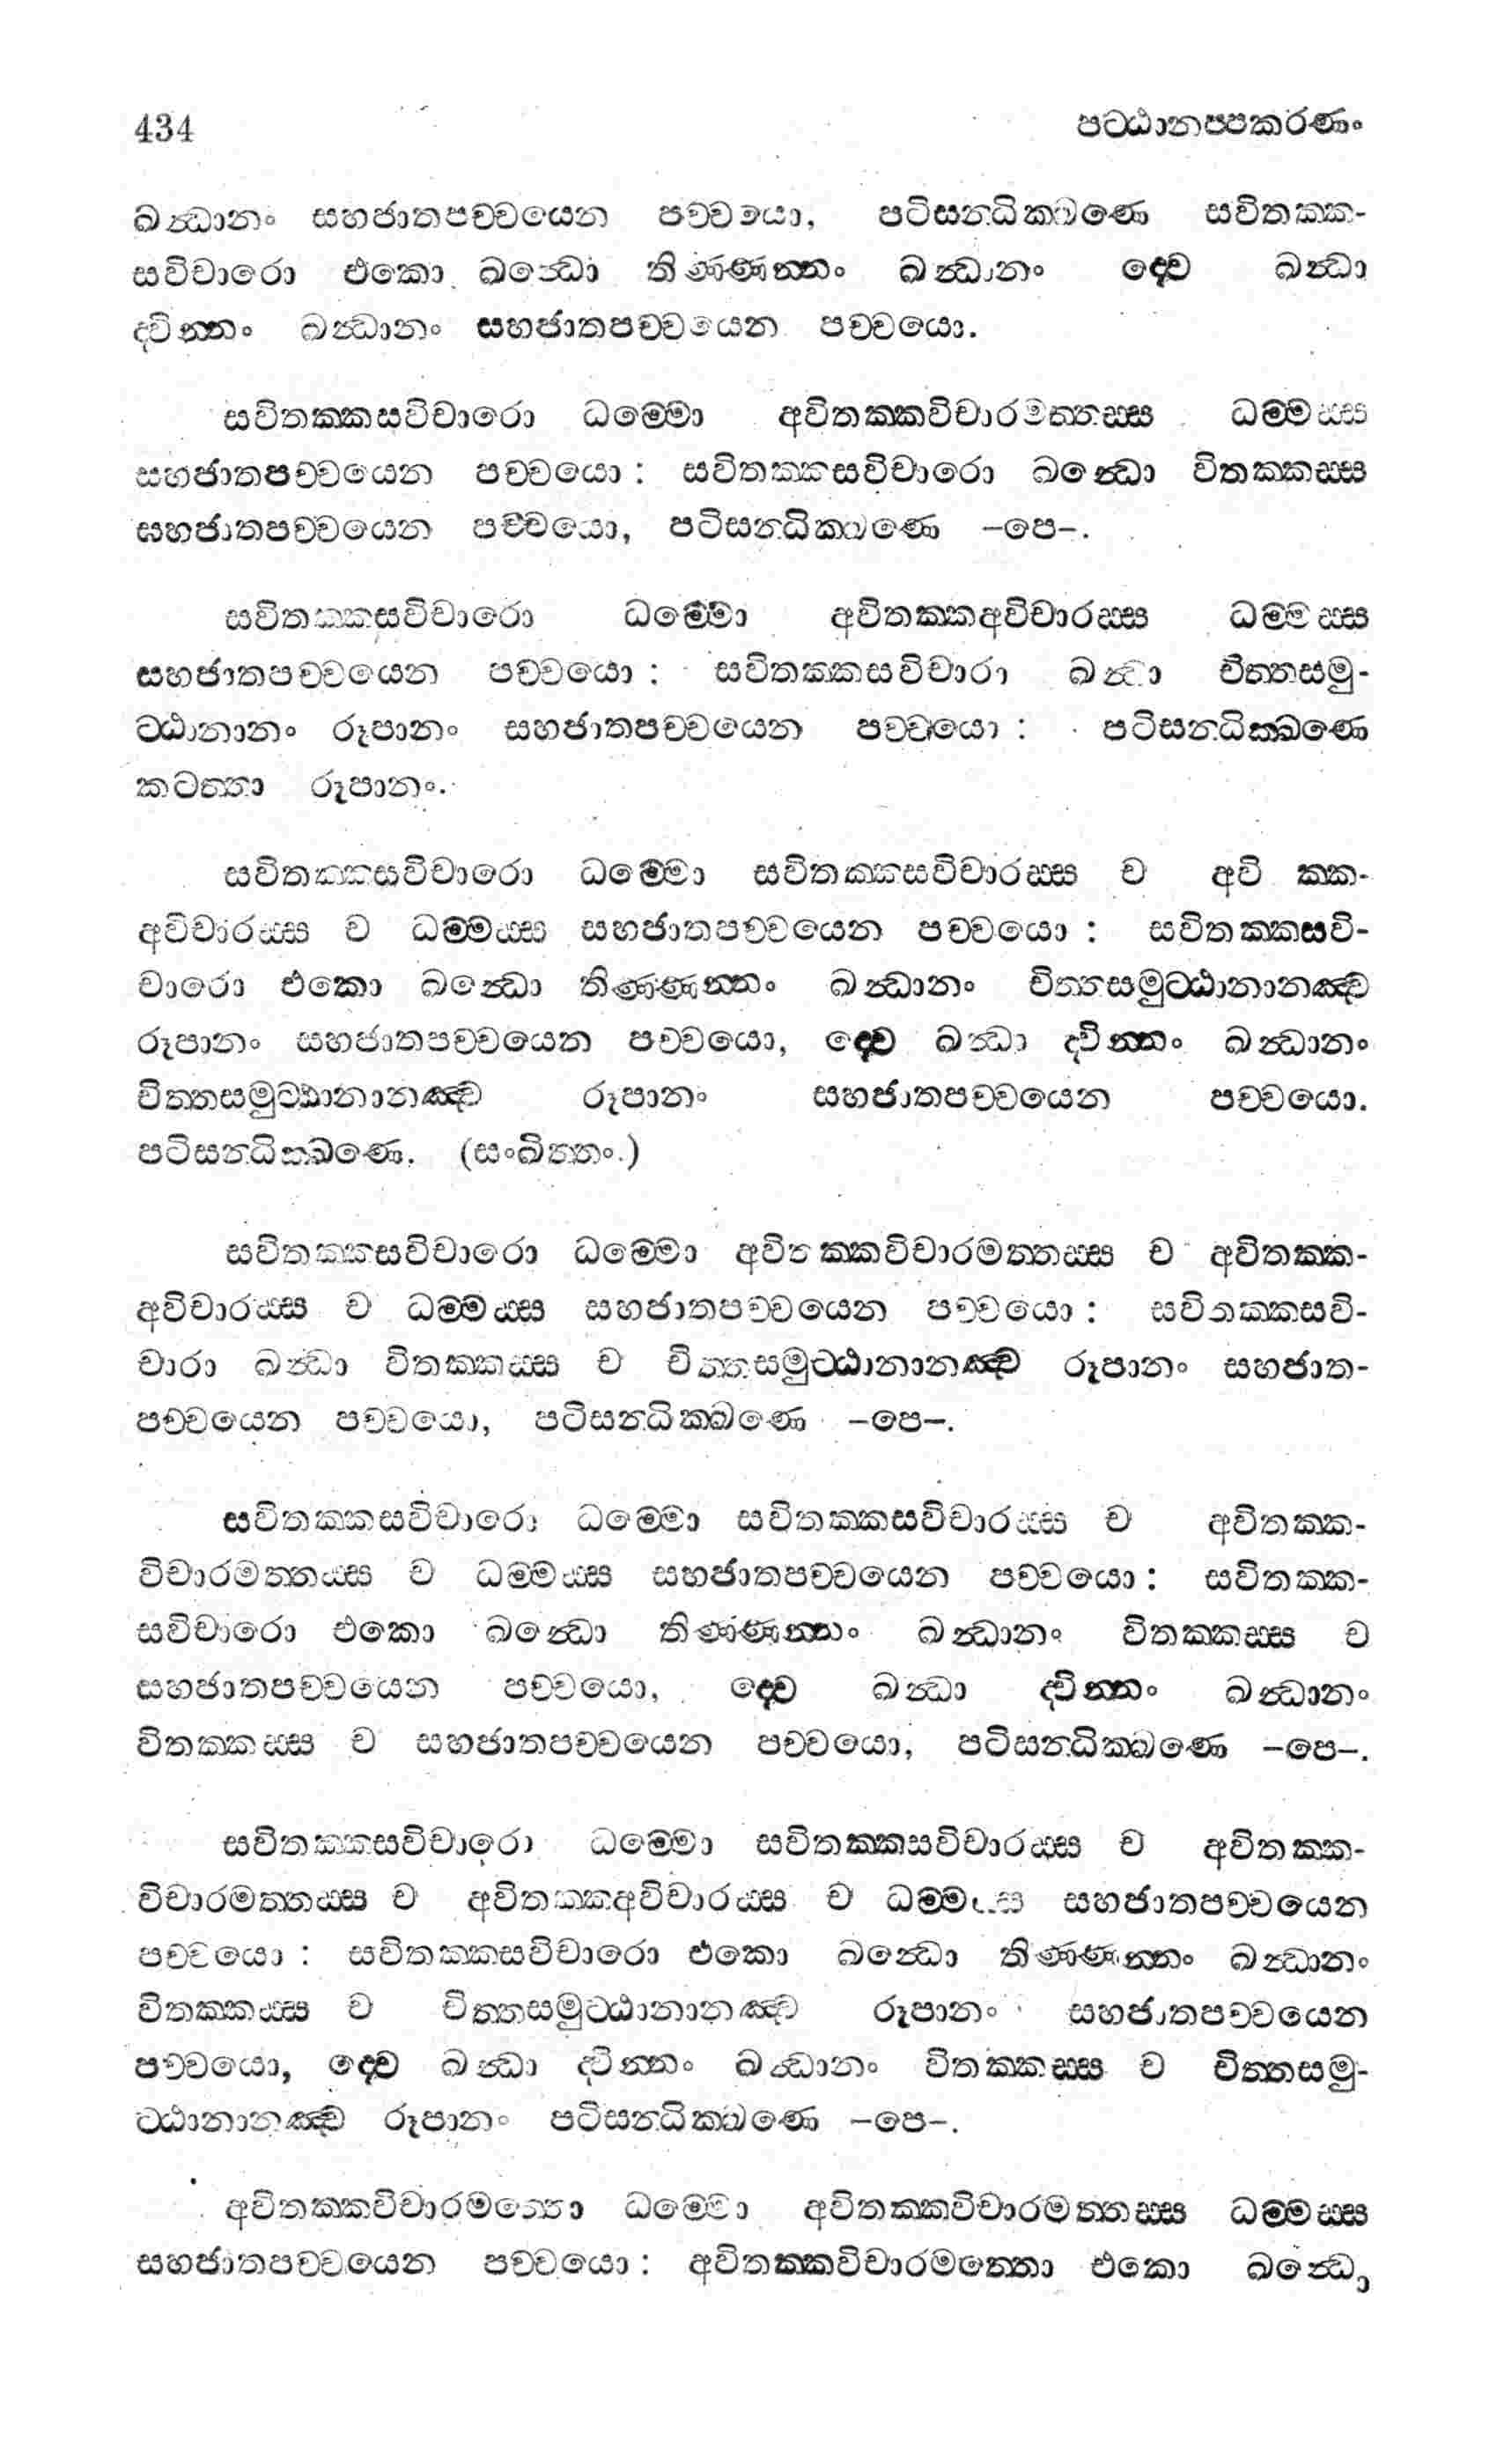 434 පට්ඨානප්පකරණං
ඛන්ධානං සහජාතපච්චයෙන පච්චයො, පටිසන්ධික්ඛණෙ සවිතක්ක-
සවිචාරො එකො ඛන්ධො තිණ්ණන්නං ඛන්ධානං ද්වෙ ඛන්ධා
ද්වින්නං ඛන්ධානං සහජාතපච්චයෙන පච්චයො.
සවිතක්කසවිචාරො ධම්මො අවිතක්කවිචාරමත්තස්ස ධම්මස්ස
සහජාතපච්චයෙන පච්චයො : සවිතක්කසවිචාරො ඛන්ධො විතක්කස්ස
සහජාතපච්චයෙන පච්චයො, පටිසන්ධික්ඛණෙ –පෙ–.
සවිතක්කසවිචාරො ධම්මො අවිතක්කඅවිචාරස්ස ධම්මස්ස
සහජාතපච්චයෙන පච්චයො : සවිතක්කසවිචාරා ඛන්ධා චිත්තසමු-
ට්ඨානානං රූපානං සහජාතපච්චයෙන පච්චයො : පටිසන්ධික්ඛණෙ
කටත්තා රූපානං.
සවිතක්කසවිචාරො ධම්මො සවිතක්කසවිචාරස්ස ච අවි ක්ක-
අවිචාරස්ස ච ධම්මස්ස සහජාතපච්චයෙන පච්චයො : සවිතක්කසවි-
චාරො එකො ඛන්ධො තිණ්ණන්නං ඛන්ධානං චිත්තසමුට්ඨානානඤ්ච
රූපානං සහජාතපච්චයෙන පච්චයො, ද්වෙ ඛන්ධා ද්වින්නං ඛන්ධානං
චිත්තසමුට්ඨානානඤ්ච රූපානං සහජාතපච්චයෙන පච්චයො.
පටිසන්ධික්ඛණෙ. (සංඛිත්තං.)
සවිතක්කසවිචාරො ධම්මො අවිතක්කවිචාරමත්තස්ස ච අවිතක්ක-
අවිචාරස්ස ච ධම්මස්ස සහජාතපච්චයෙන පච්චයො : සවිතක්කසවි-
චාරා ඛන්ධා විතක්කස්ස ච චිත්තසමුට්ඨානානඤ්ච රූපානං සහජාත-
පච්චයෙන පච්චයො, පටිසන්ධික්ඛණෙ –පෙ–.
සවිතක්කසවිචාරො ධම්මො සවිතක්කසවිචාරස්ස ච අවිතක්ක-
විචාරමත්තස්ස ච ධම්මස්ස සහජාතපච්චයෙන පච්චයො : සවිතක්ක-
සවිචාරො එකො ඛන්ධො තිණ්ණන්නං ඛන්ධානං විතක්කස්ස ච
සහජාතපච්චයෙන පච්චයො, ද්වෙ ඛන්ධා ද්වින්නං ඛන්ධානං
විතක්කස්ස ච සහජාතපච්චයෙන පච්චයො, පටිසන්ධික්ඛණෙ –පෙ–.
සවිතක්කසවිචාරො ධම්මො සවිතක්කසවිචාරස්ස ච අවිතක්ක-
විචාරමත්තස්ස ච අවිතක්කඅවිචාරස්ස ච ධම්මස්ස සහජාතපච්චයෙන
පච්චයො : සවිතක්කසවිචාරො එකො ඛන්ධො තිණ්ණන්නං ඛන්ධානං
විතක්කස්ස ච චිත්තසමුට්ඨානානඤ්ච රූපානං සහජාතපච්චයෙන
පච්චයො, ද්වෙ ඛන්ධා ද්වින්නං ඛන්ධානං විතක්කස්ස ච චිත්තසමු-
ට්ඨානානඤ්ච රූපානං පටිසන්ධික්ඛණෙ –පෙ–.
අවිතක්කවිචාරමත්තො ධම්මො අවිතක්කවිචාරමත්තස්ස ධම්මස්ස
සහජාතපච්චයෙන පච්චයො : අවිතක්කවිචාරමත්තො එකො ඛන්ධො